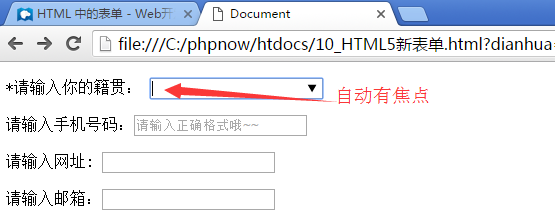 HTML 中的表单 - Web开
Document
file:///C:/phpnow/htdocs/10_HTML5新表单.html?dianhua=
*请输入你的籍贯:
自动有焦点
请输入手机号码: 请输入正确格式哦~~
请输入网址:
请输入邮箱: